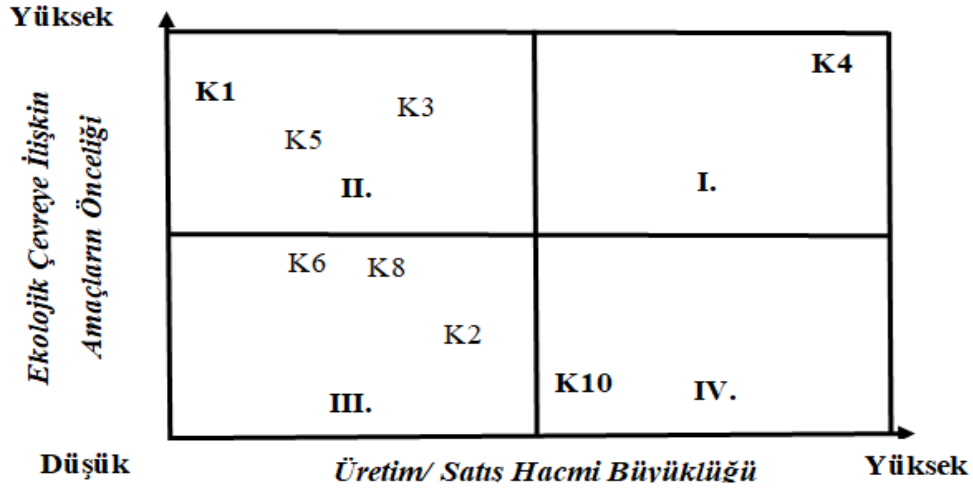 Yüksek
Ekolojik Çevreye İlişkin
Amaçların Önceliği
K1
K3
K4
K5
II.
I.
K6
K8
K2
K10
III.
IV.
Düşük
Üretim/ Satış Hacmi Büyüklüğü
Yüksek